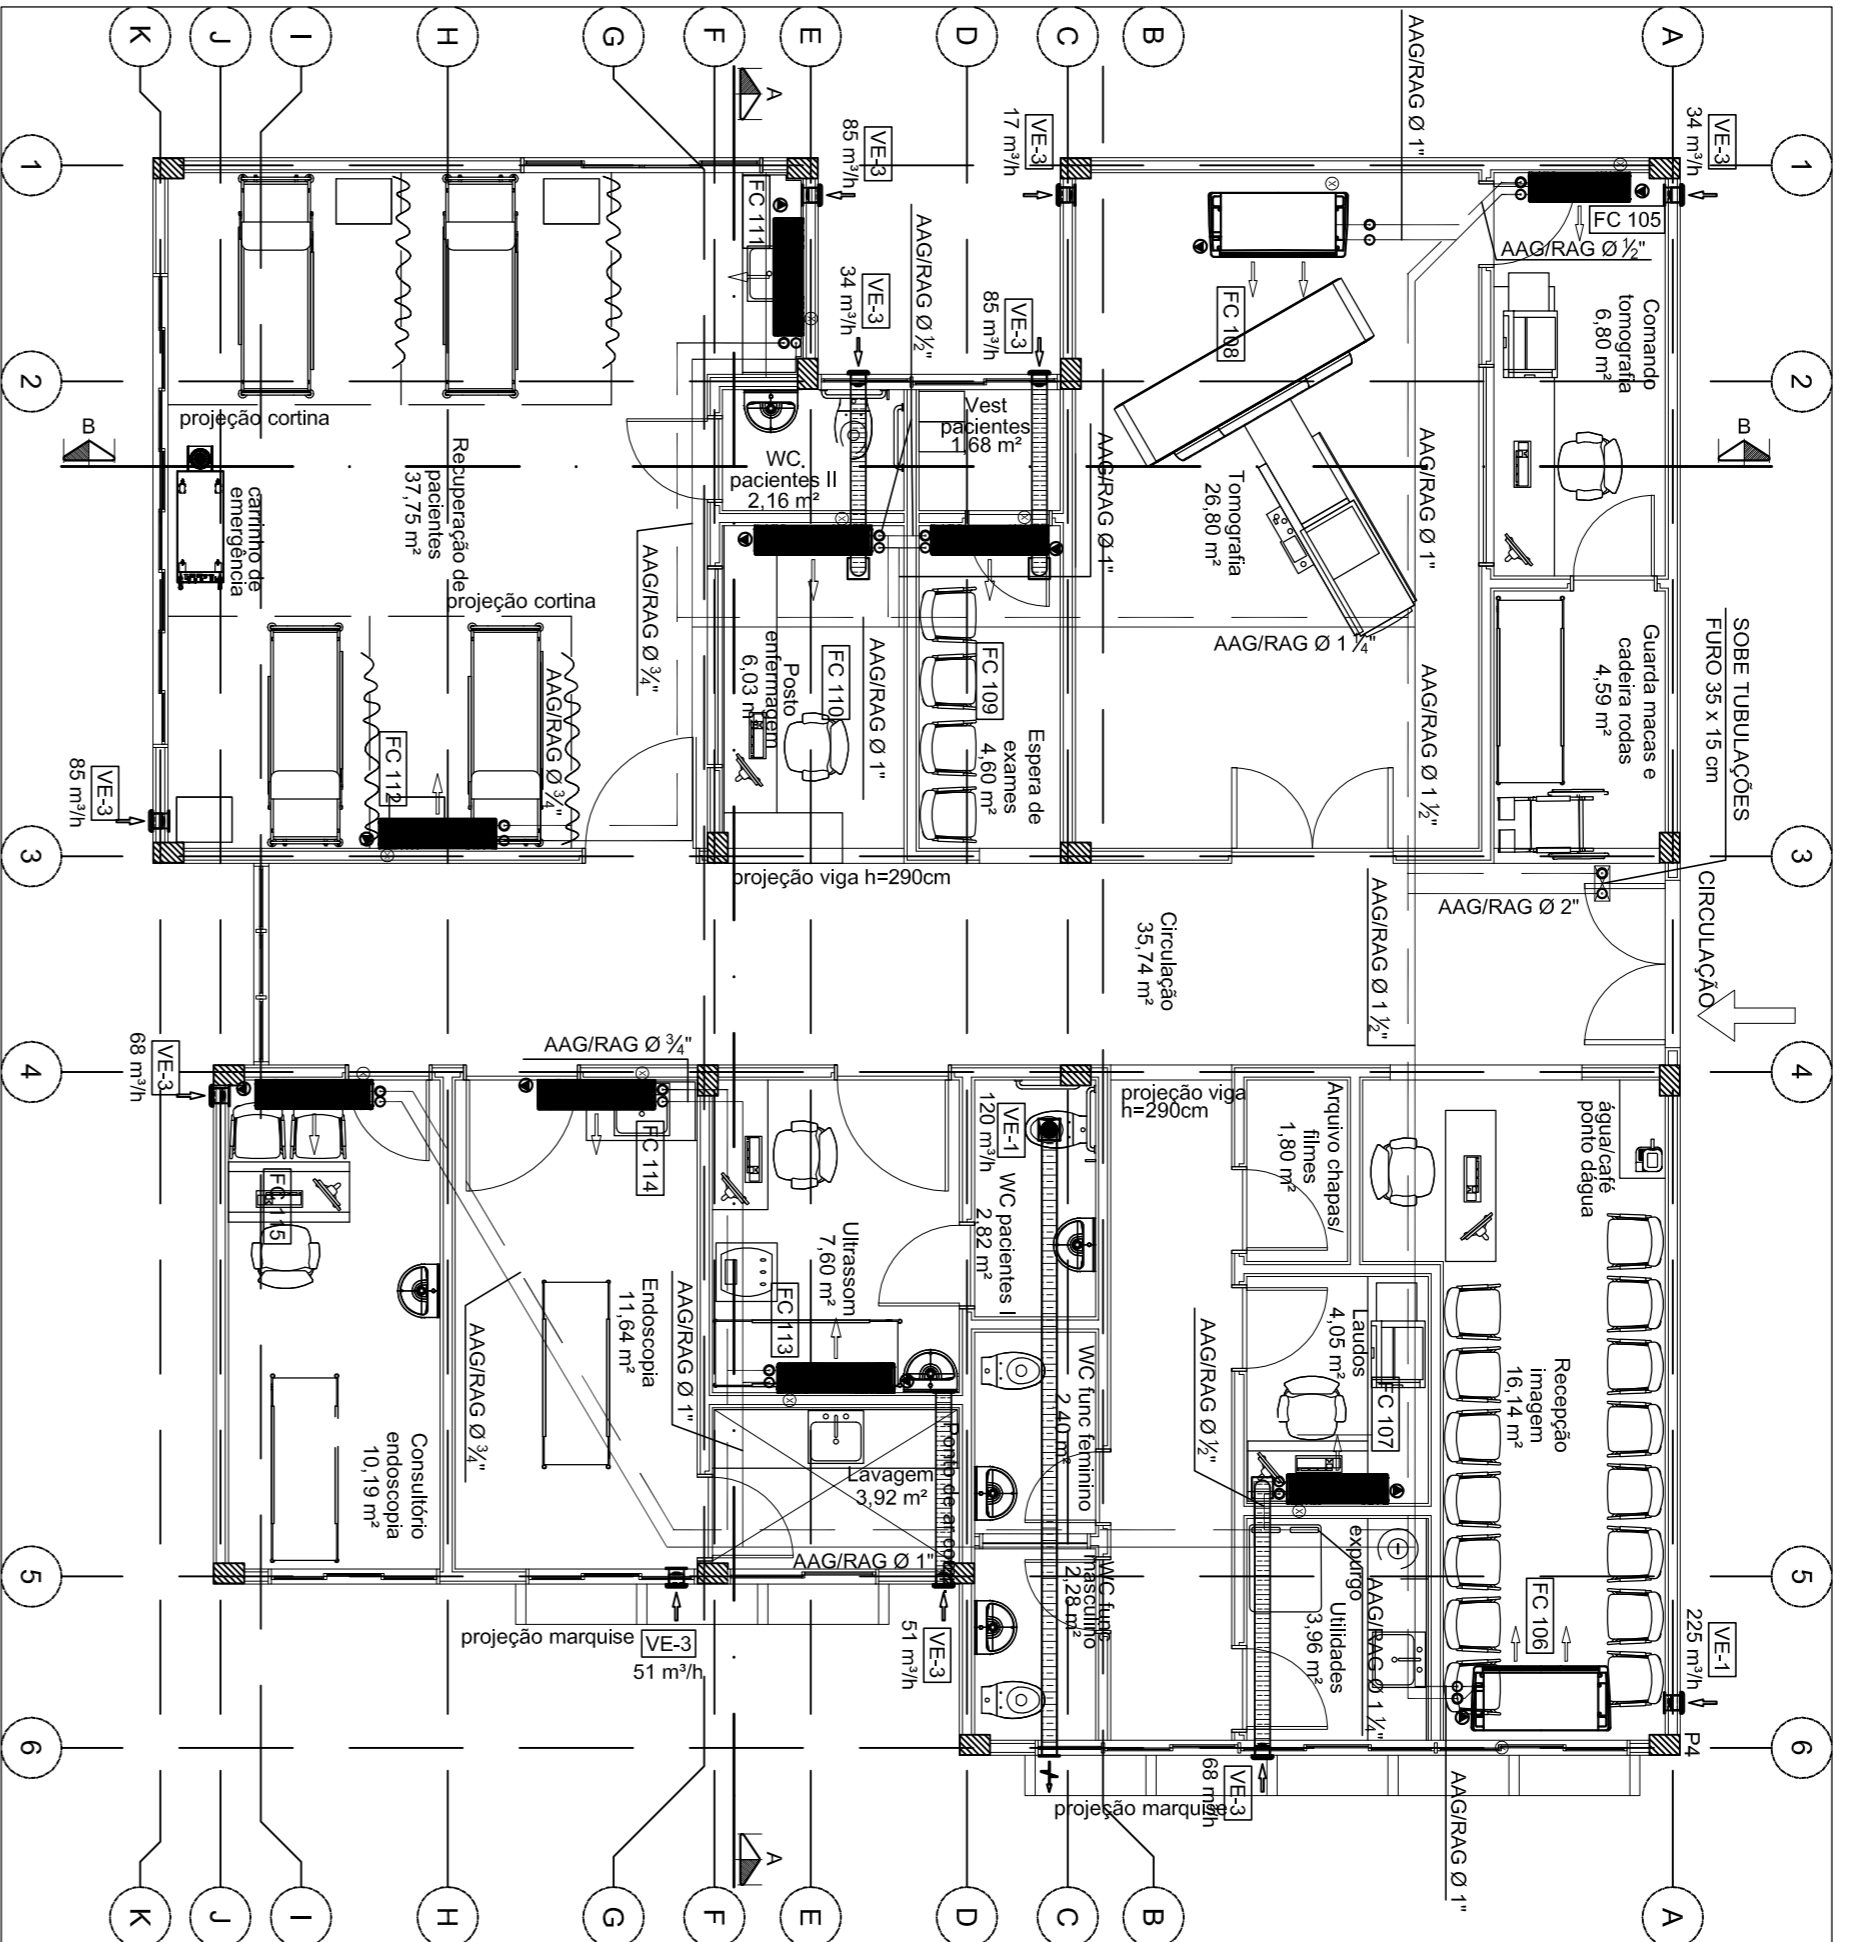 K
J
I
H
G
F
E
D
C
B
A
A
1
2
3
4
5
6
1
2
3
4
5
6
B
B
VE-3
34 m³/h
VE-3
17 m³/h
VE-3
85 m³/h
VE-3
34 m³/h
VE-3
85 m³/h
AAG/RAG Ø 1"
FC 105
AAG/RAG Ø ½"
Comando
tomografia
6,80 m²
FC 108
FC 111
AAG/RAG Ø ½"
Vest
pacientes
1,68 m²
WC.
pacientes II
2,16 m²
projeção cortina
Recuperação de
pacientes
37,75 m²
carrinho de
emergência
projeção cortina
AAG/RAG Ø 1"
AAG/RAG Ø 1"
Tomografia
26,80 m²
AAG/RAG Ø 1 ¼"
AAG/RAG Ø 1 ½"
Guarda macas e
cadeira rodas
4,59 m²
SOBE TUBULAÇÕES
FURO 35 x 15 cm
AAG/RAG Ø ¾"
AAG/RAG Ø ¾"
FC 112
Posto
enfermagem
6,03 m
FC 110
AAG/RAG Ø 1"
FC 109
Espera de
exames
4,60 m²
VE-3
85 m³/h
projeção viga h=290cm
CIRCULAÇÃO
AAG/RAG Ø 2"
AAG/RAG Ø 1 ½"
Circulação
35,74 m²
VE-3
68 m³/h
AAG/RAG Ø ¾"
FC 114
FC 115
VE-1
120 m³/h
WC pacientes I
2,82 m²
projeção viga
h=290cm
Arquivo chapas/
filmes
1,80 m²
água/café
ponto dágua
Ultrassom
7,60 m²
FC 113
Endoscopia
11,64 m²
AAG/RAG Ø 1"
AAG/RAG Ø ¾"
Consultório
endoscopia
10,19 m²
Lavagem
3,92 m²
Ponto de ar comp
AAG/RAG Ø 1"
WC func feminino
2,40 m²
WC func
masculino
2,28 m²
Laudos
4,05 m²
FC 107
AAG/RAG Ø ½"
Recepção
imagem
16,14 m²
expurgo
Utilidades
3,96 m²
AAG/RAG Ø 1 ¼"
FC 106
VE-1
225 m³/h
P4
projeção marquise
VE-3
51 m³/h
VE-3
51 m³/h
projeção marquise
VE-3
68 m³/h
AAG/RAG Ø 1"
A
K
J
I
H
G
F
E
D
C
B
A